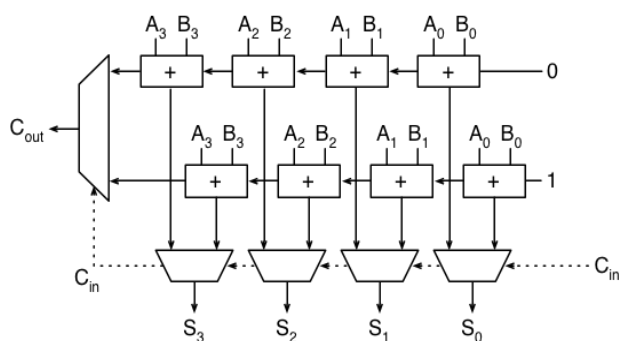 A3 B3 A2 B2 A1 B1 A0 B0
+ + + + 0
Cout
A3 B3 A2 B2 A1 B1 A0 B0
+ + + + 1
Cin Cin
S3 S2 S1 S0